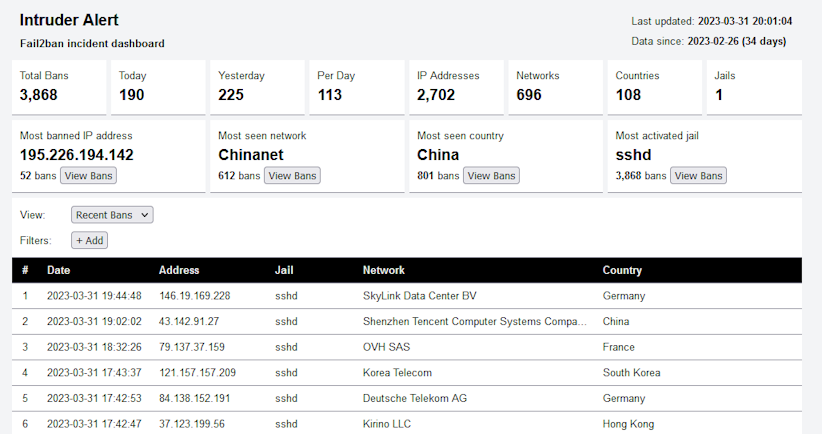 Intruder Alert
Last updated: 2023-03-31 20:01:04
Fail2ban incident dashboard
Data since: 2023-02-26 (34 days)
Total Bans Today Yesterday Per Day IP Addresses Networks Countries Jails
3,868 190 225 113 2,702 696 108 1
Most banned IP address Most seen network Most seen country Most activated jail
195.226.194.142 Chinanet China sshd
52 bans View Bans 612 bans View Bans 801 bans View Bans 3,868 bans View Bans
View: Recent Bans
Filters: + Add
# Date Address Jail Network Country
1 2023-03-31 19:44:48 146.19.169.228 sshd SkyLink Data Center BV Germany
2 2023-03-31 19:02:02 43.142.91.27 sshd Shenzhen Tencent Computer Systems Compa... China
3 2023-03-31 18:32:26 79.137.37.159 sshd OVH SAS France
4 2023-03-31 17:43:37 121.157.157.209 sshd Korea Telecom South Korea
5 2023-03-31 17:42:53 84.138.152.191 sshd Deutsche Telekom AG Germany
6 2023-03-31 17:42:47 37.123.199.56 sshd Kirino LLC Hong Kong